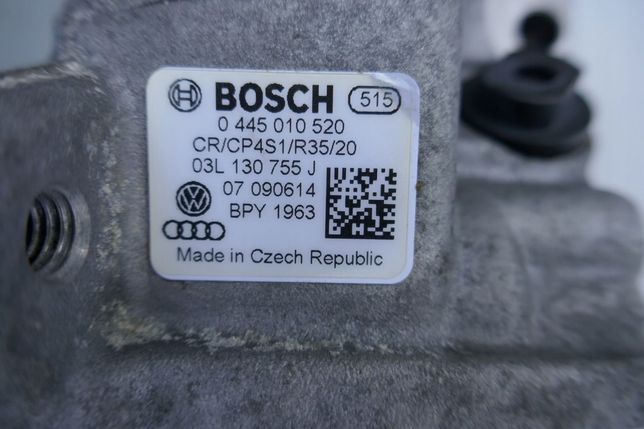 BOSCH 515
0 445 010 520
CR/CP4S1/R35/20
03L 130 755 J
07 090614
BPY 1963
Made in Czech Republic